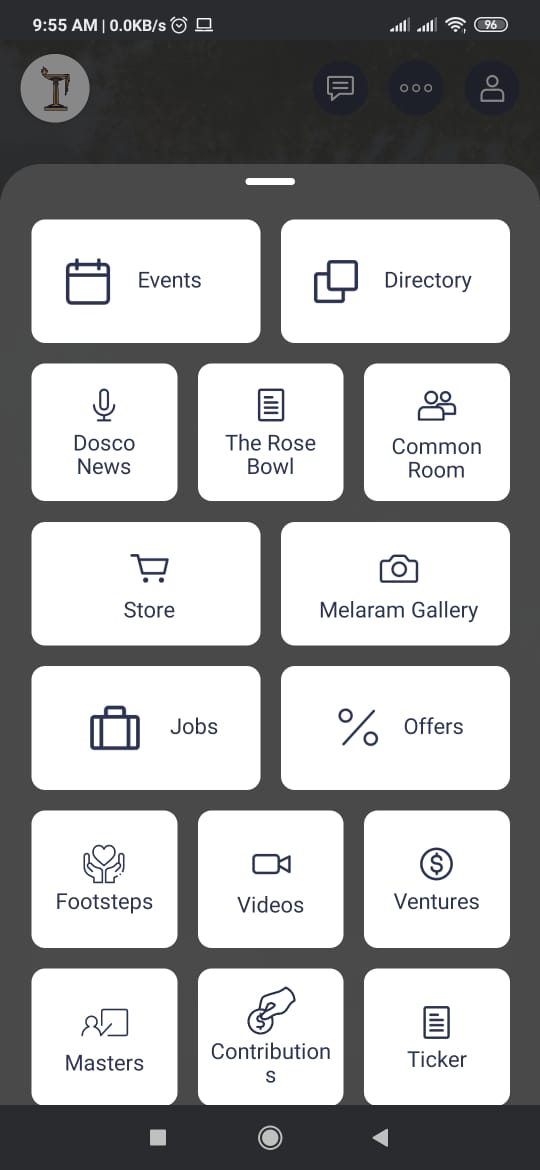 9:55 AM | 0.0KB/s
96
Events
Directory
Dosco
News
The Rose
Bowl
Common
Room
Store
Melaram Gallery
Jobs
Offers
Footsteps
Videos
Ventures
Masters
Contribution
s
Ticker